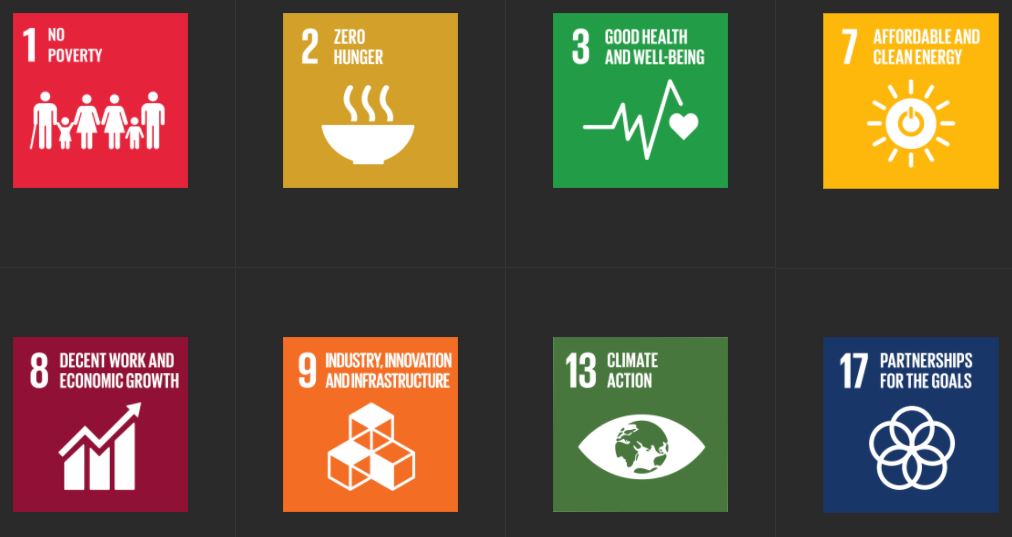 1 NO
POVERTY
2 ZERO
HUNGER
3 GOOD HEALTH
AND WELL-BEING
7 AFFORDABLE AND
CLEAN ENERGY
8 DECENT WORK AND
ECONOMIC GROWTH
9 INDUSTRY, INNOVATION
AND INFRASTRUCTURE
13 CLIMATE
ACTION
17 PARTNERSHIPS
FOR THE GOALS